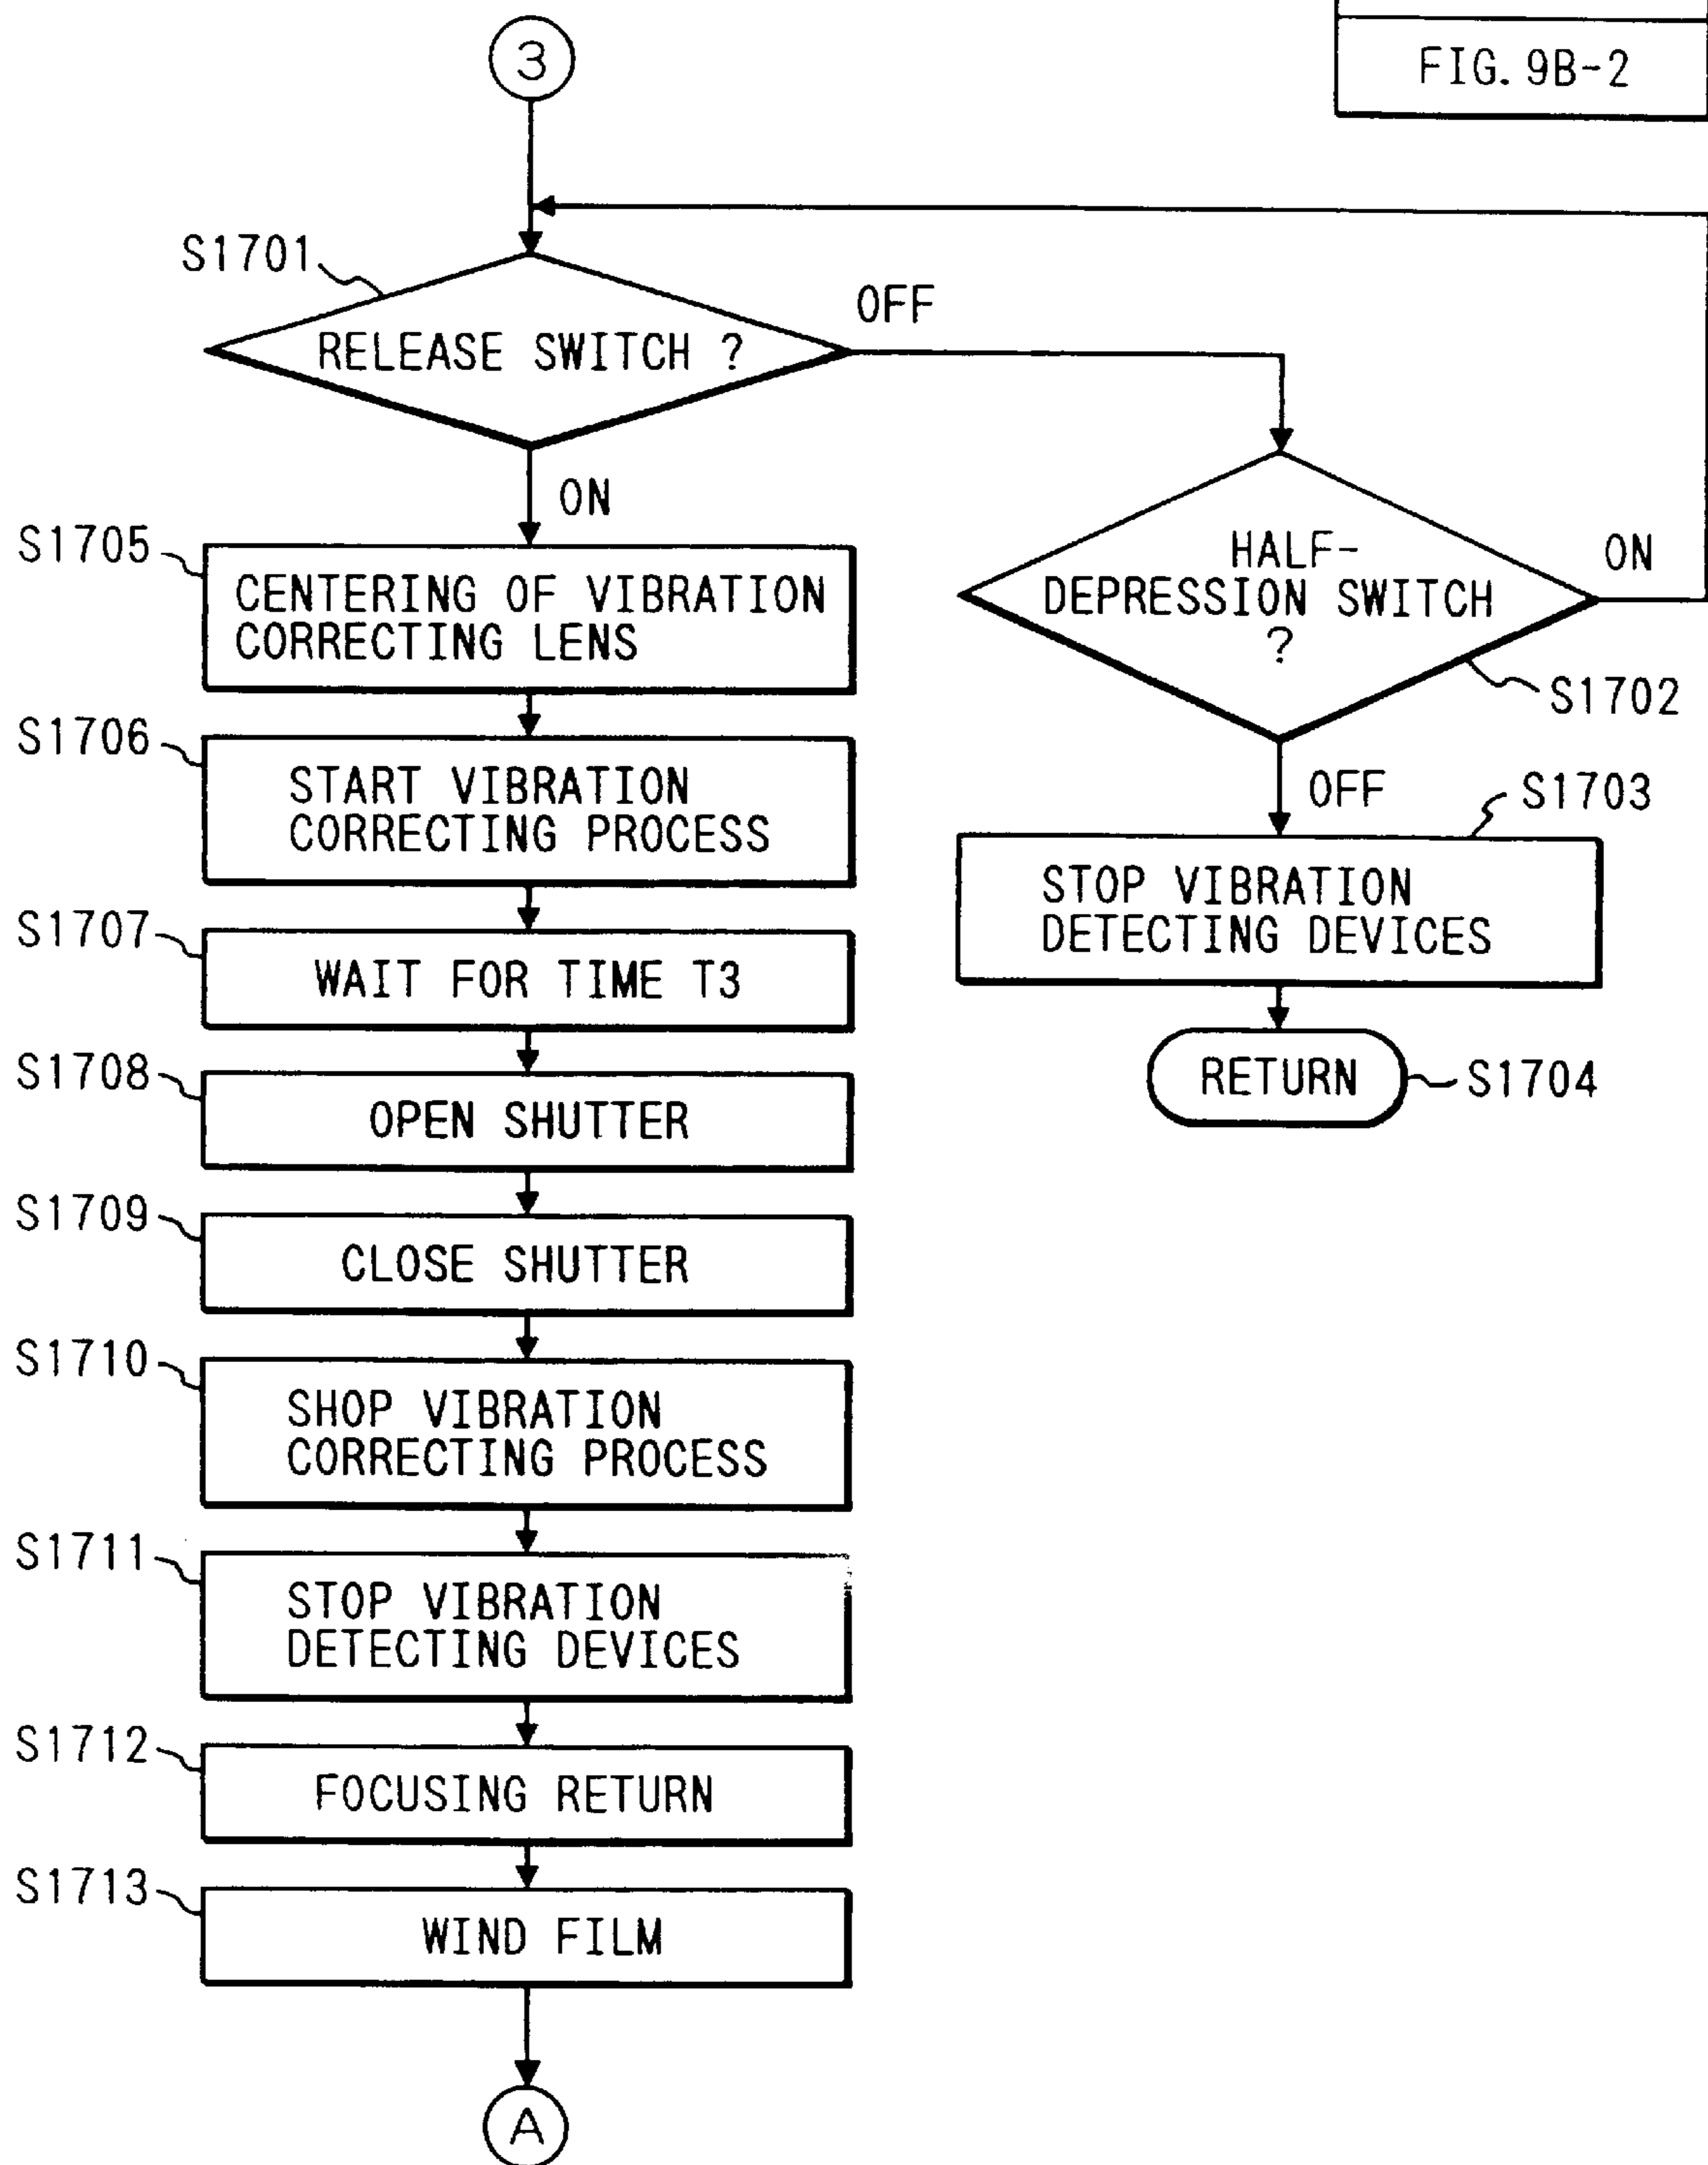 FIG. 9B-2
3
S1701
RELEASE SWITCH ?
OFF
ON
HALF-
DEPRESSION SWITCH
?
ON
S1702
OFF
S1703
STOP VIBRATION
DETECTING DEVICES
RETURN
S1704
S1705
CENTERING OF VIBRATION
CORRECTING LENS
S1706
START VIBRATION
CORRECTING PROCESS
S1707
WAIT FOR TIME T3
S1708
OPEN SHUTTER
S1709
CLOSE SHUTTER
S1710
SHOP VIBRATION
CORRECTING PROCESS
S1711
STOP VIBRATION
DETECTING DEVICES
S1712
FOCUSING RETURN
S1713
WIND FILM
A